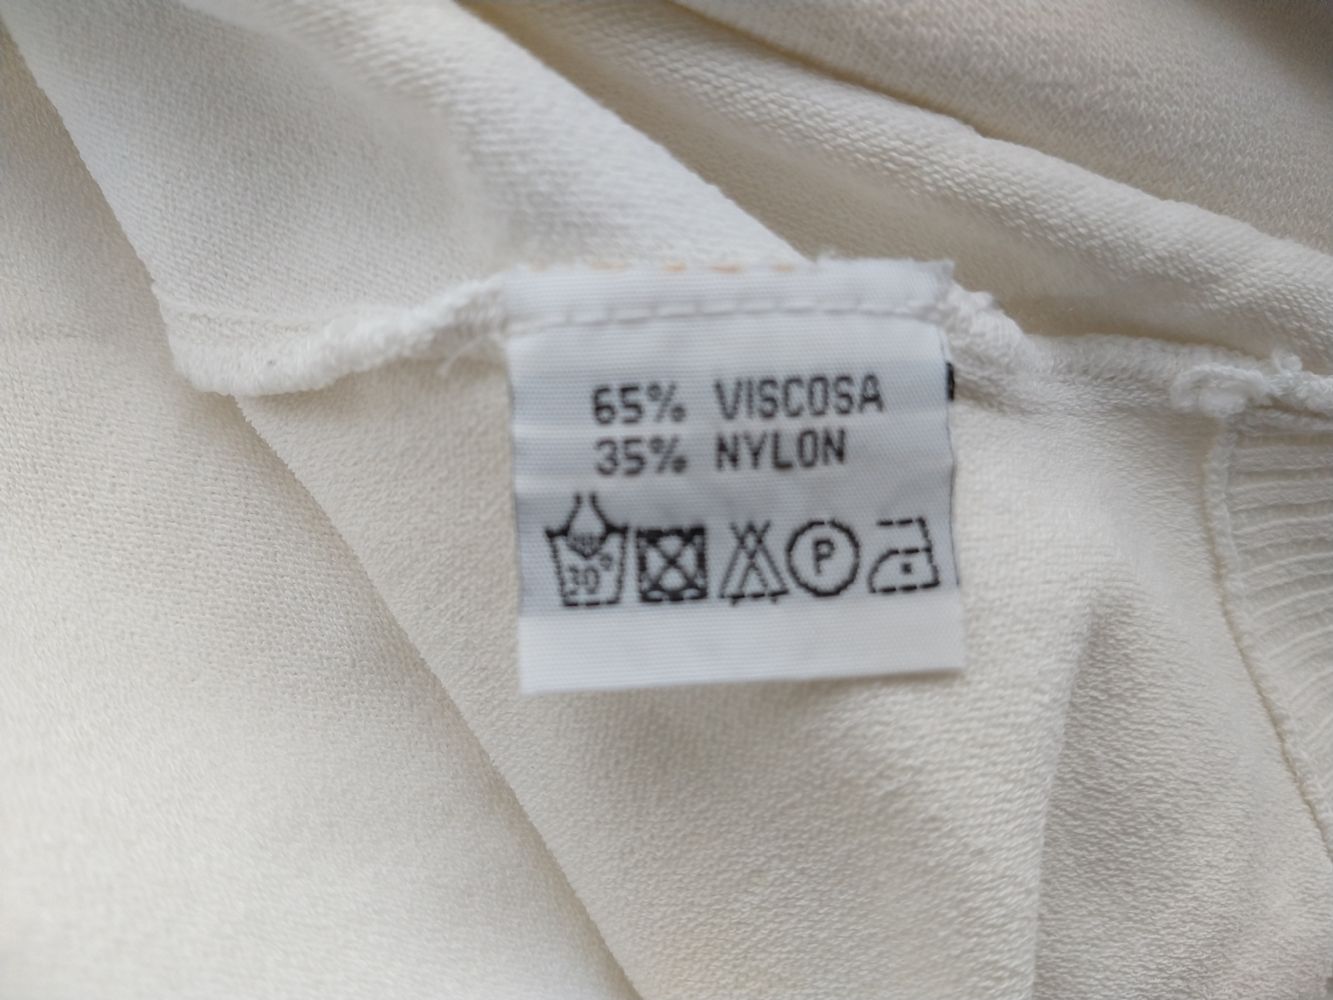 65% VISCOSA
35% NYLON
30°
P